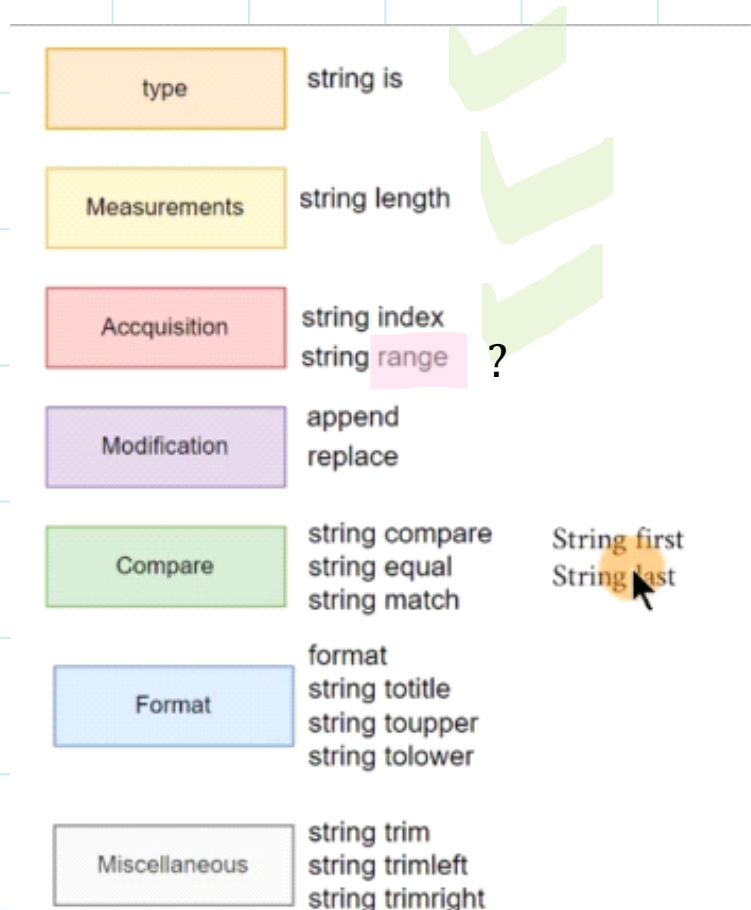 type
string is
Measurements
string length
Accquisition
string index
string range ?
Modification
append
replace
Compare
string compare
string equal
string match
String first
String last
Format
format
string totitle
string toupper
string tolower
Miscellaneous
string trim
string trimleft
string trimright